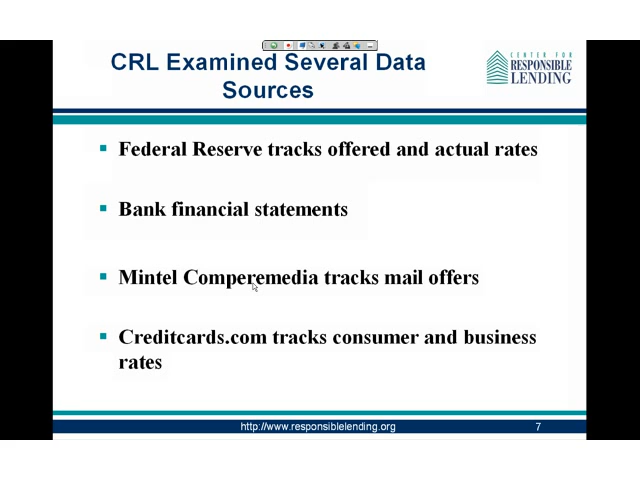 CRL Examined Several Data
Sources
CENTER FOR
RESPONSIBLE
LENDING
Federal Reserve tracks offered and actual rates
Bank financial statements
Mintel Comperemedia tracks mail offers
Creditcards.com tracks consumer and business
rates
http://www.responsiblelending.org
7